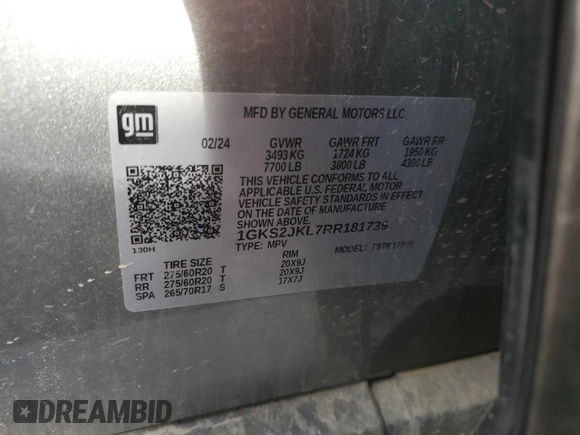 gm
MFD BY GENERAL MOTORS LLC
02/24 GVWR GAWR FRT GAWR RR
3493 KG 1724 KG 1950 KG
7700 LB 3800 LB 4300 LB
THIS VEHICLE CONFORMS TO ALL
APPLICABLE U.S. FEDERAL MOTOR
VEHICLE SAFETY STANDARDS IN EFFECT
ON THE DATE OF MANUFACTURE
SHOWN ABOVE.
1GKS2JKL7RR181739
TYPE: MPV MODEL:
130H
TIRE SIZE RIM
FRT 275/60R20 T 20X9J
RR 275/60R20 T 20X9J
SPA 265/70R17 S 17X7J
DREAMBID